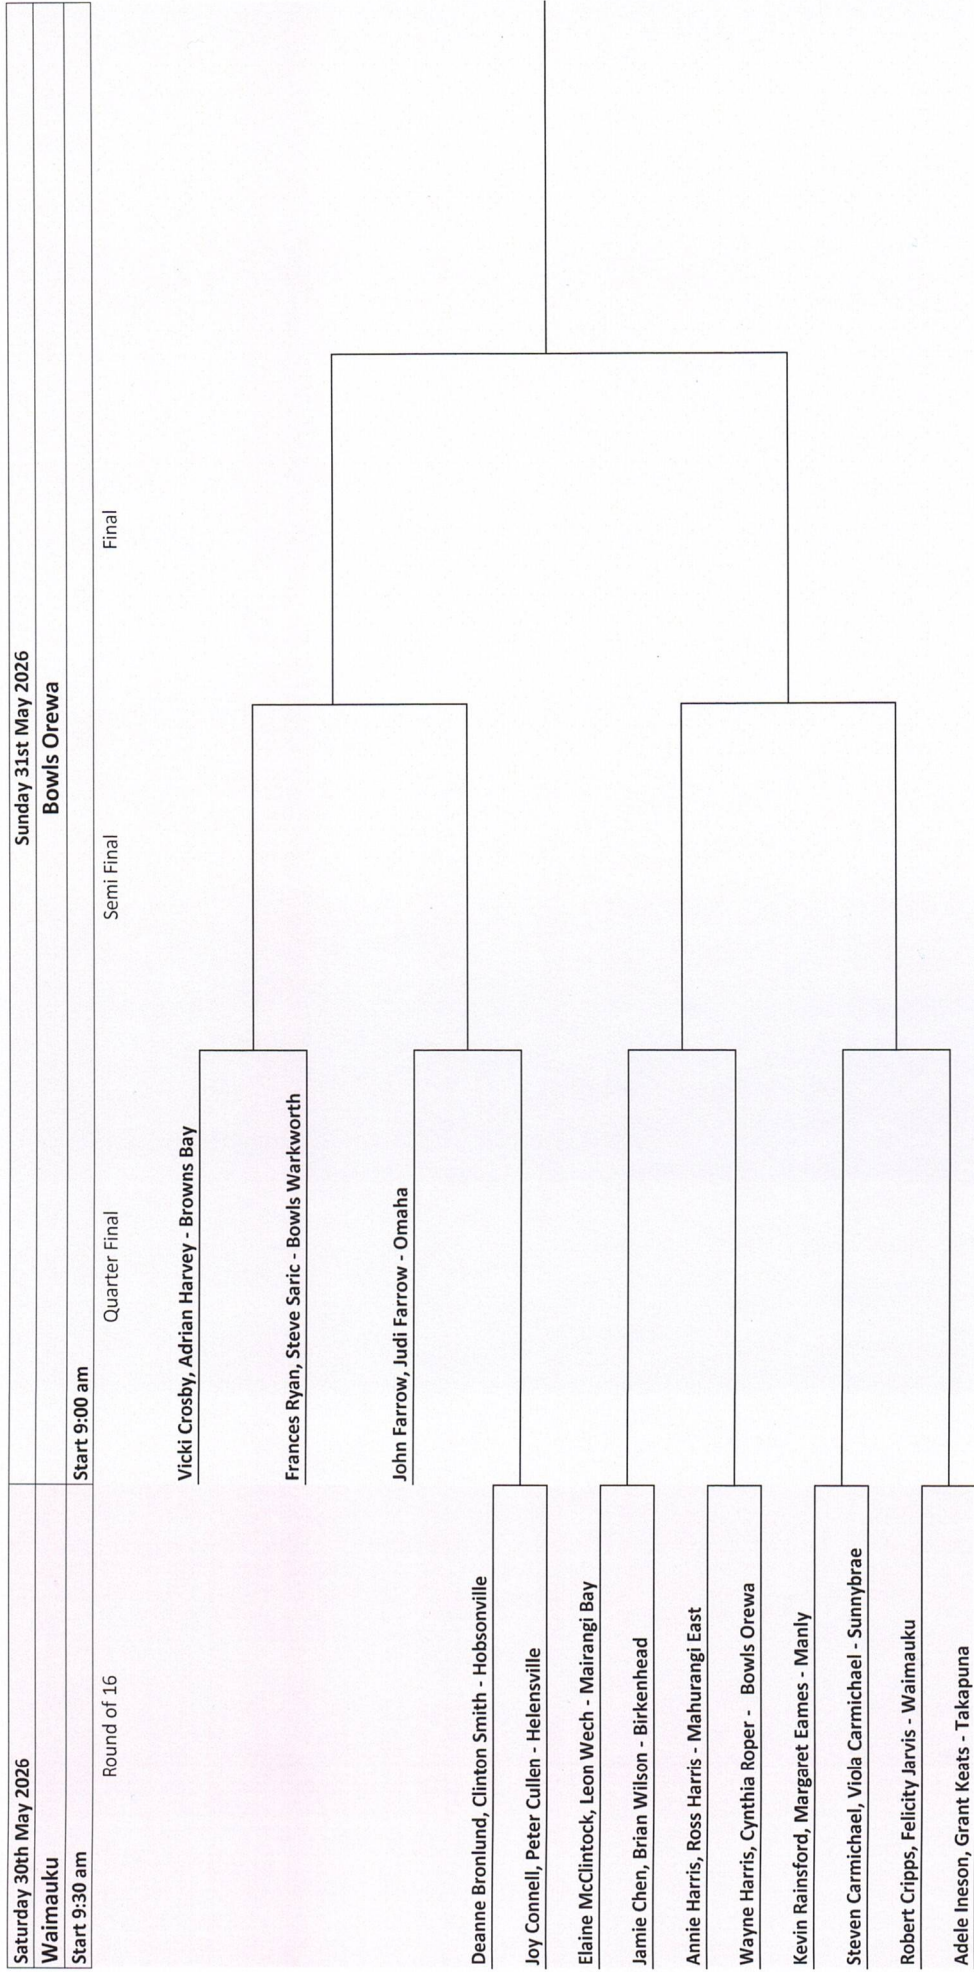 Saturday 30th May 2026
Sunday 31st May 2026
Waimauku
Bowls Orewa
Start 9:30 am
Start 9:00 am
Round of 16
Quarter Final
Semi Final
Final
Vicki Crosby, Adrian Harvey - Browns Bay
Frances Ryan, Steve Saric - Bowls Warkworth
John Farrow, Judi Farrow - Omaha
Deanne Bronlund, Clinton Smith - Hobsonville
Joy Connell, Peter Cullen - Helensville
Elaine McClintock, Leon Wech - Mairangi Bay
Jamie Chen, Brian Wilson - Birkenhead
Annie Harris, Ross Harris - Mahurangi East
Wayne Harris, Cynthia Roper - Bowls Orewa
Kevin Rainsford, Margaret Eames - Manly
Steven Carmichael, Viola Carmichael - Sunnybrae
Robert Cripps, Felicity Jarvis - Waimauku
Adele Ineson, Grant Keats - Takapuna